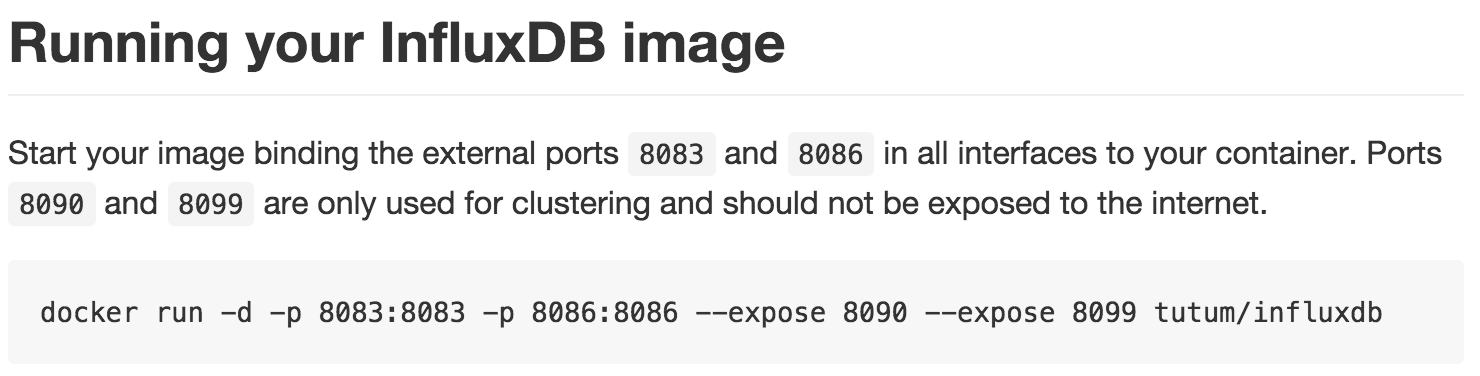 Running your InfluxDB image
Start your image binding the external ports 8083 and 8086 in all interfaces to your container. Ports
8090 and 8099 are only used for clustering and should not be exposed to the internet.
docker run -d -p 8083:8083 -p 8086:8086 --expose 8090 --expose 8099 tutum/influxdb